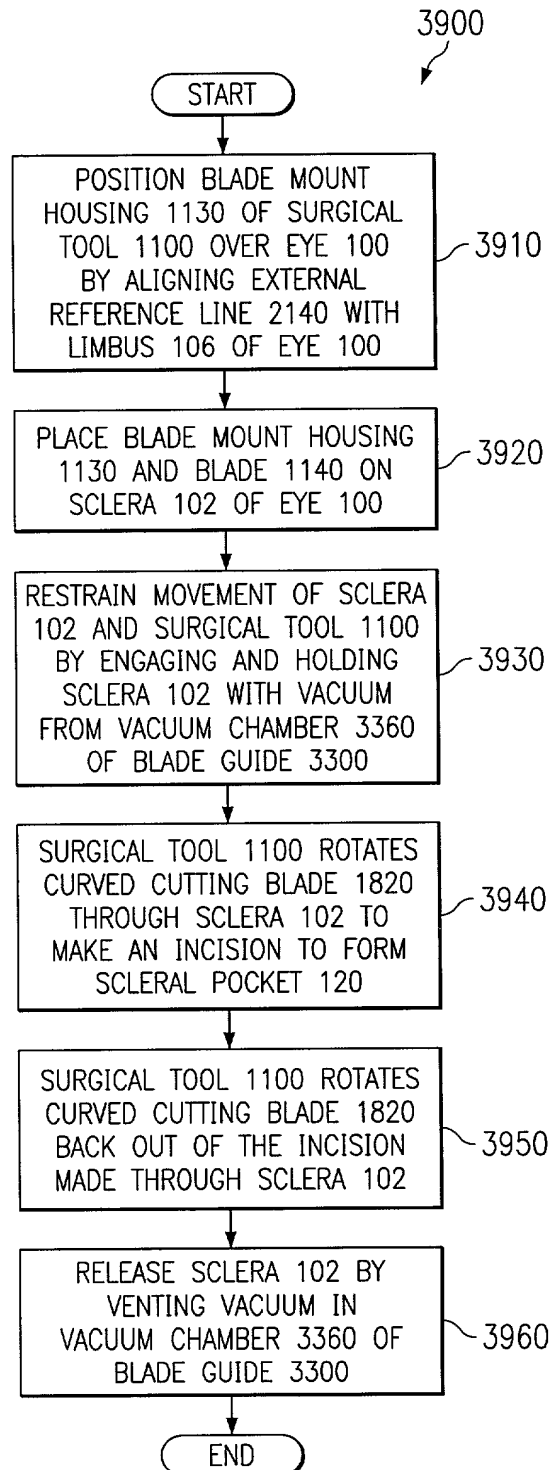 3900
START
POSITION BLADE MOUNT
HOUSING 1130 OF SURGICAL
TOOL 1100 OVER EYE 100
BY ALIGNING EXTERNAL
REFERENCE LINE 2140 WITH
LIMBUS 106 OF EYE 100
3910
PLACE BLADE MOUNT HOUSING
1130 AND BLADE 1140 ON
SCLERA 102 OF EYE 100
3920
RESTRAIN MOVEMENT OF SCLERA
102 AND SURGICAL TOOL 1100
BY ENGAGING AND HOLDING
SCLERA 102 WITH VACUUM
FROM VACUUM CHAMBER 3360
OF BLADE GUIDE 3300
3930
SURGICAL TOOL 1100 ROTATES
CURVED CUTTING BLADE 1820
THROUGH SCLERA 102 TO
MAKE AN INCISION TO FORM
SCLERAL POCKET 120
3940
SURGICAL TOOL 1100 ROTATES
CURVED CUTTING BLADE 1820
BACK OUT OF THE INCISION
MADE THROUGH SCLERA 102
3950
RELEASE SCLERA 102 BY
VENTING VACUUM IN
VACUUM CHAMBER 3360 OF
BLADE GUIDE 3300
3960
END